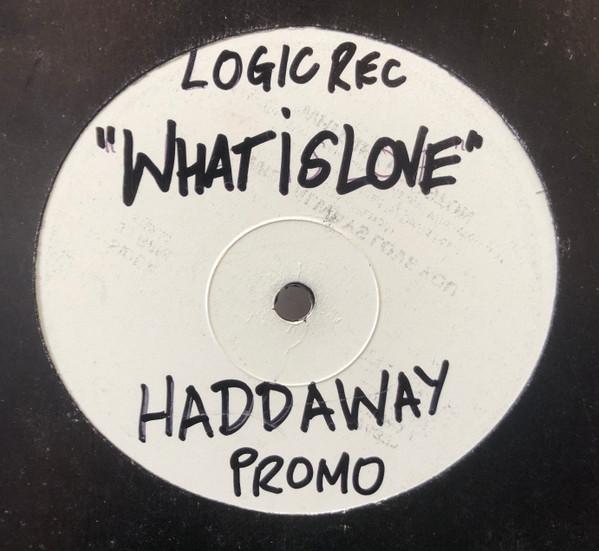 LOGIC REC
"WHAT iS LOVE"
HADDAWAY
PROMO